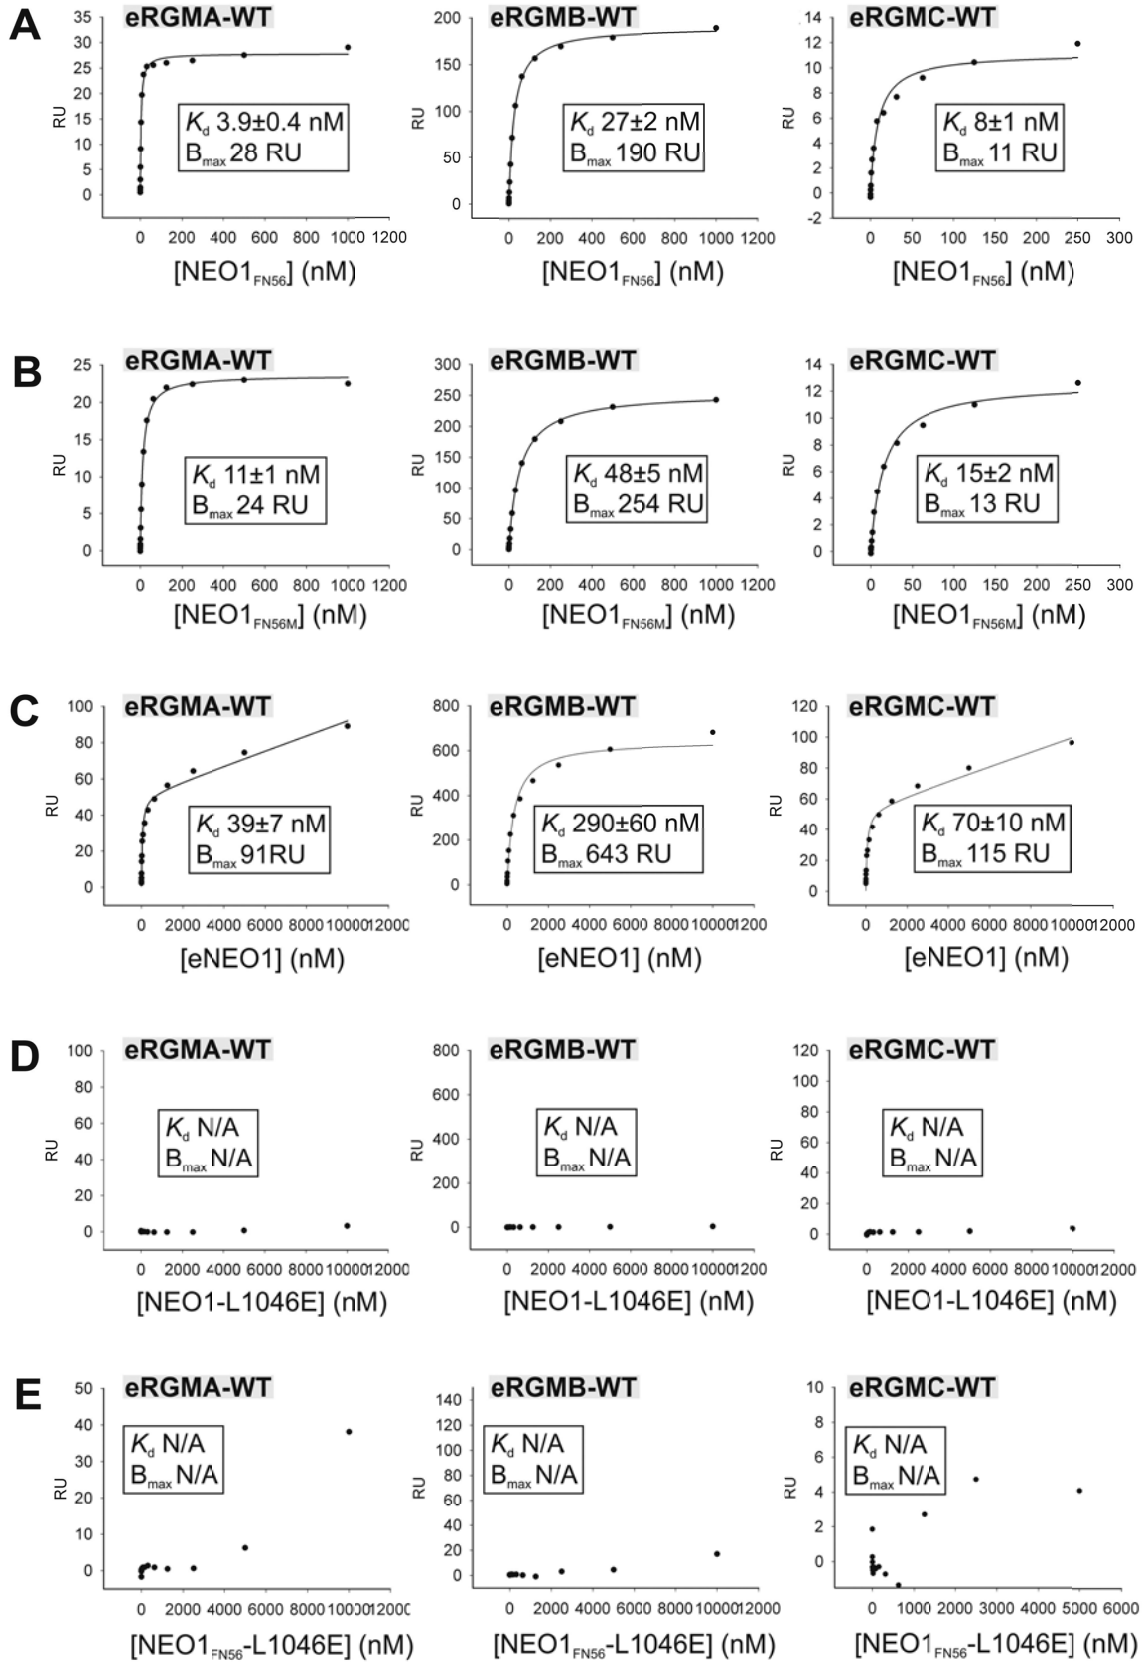 A
eRGMA-WT
eRGMB-WT
eRGMC-WT
35
30
25
20
15
10
5
0
RU
Kd 3.9±0.4 nM
Bmax 28 RU
0 200 400 600 800 1000 1200
[NEO1FN56] (nM)
200
150
100
50
0
RU
Kd 27±2 nM
Bmax 190 RU
0 200 400 600 800 1000 1200
[NEO1FN56] (nM)
14
12
10
8
6
4
2
0
-2
RU
Kd 8±1 nM
Bmax 11 RU
0 50 100 150 200 250 300
[NEO1FN56] (nM)
B
eRGMA-WT
eRGMB-WT
eRGMC-WT
25
20
15
10
5
0
RU
Kd 11±1 nM
Bmax 24 RU
0 200 400 600 800 1000 1200
[NEO1FN56M] (nM)
300
250
200
150
100
50
0
RU
Kd 48±5 nM
Bmax 254 RU
0 200 400 600 800 1000 1200
[NEO1FN56M] (nM)
14
12
10
8
6
4
2
0
RU
Kd 15±2 nM
Bmax 13 RU
0 50 100 150 200 250 300
[NEO1FN56M] (nM)
C
eRGMA-WT
eRGMB-WT
eRGMC-WT
100
80
60
40
20
0
RU
Kd 39±7 nM
Bmax 91RU
0 2000 4000 6000 8000 10000 12000
[eNEO1] (nM)
800
600
400
200
0
RU
Kd 290±60 nM
Bmax 643 RU
0 2000 4000 6000 8000 10000 12000
[eNEO1] (nM)
120
100
80
60
40
20
0
RU
Kd 70±10 nM
Bmax 115 RU
0 2000 4000 6000 8000 10000 12000
[eNEO1] (nM)
D
eRGMA-WT
eRGMB-WT
eRGMC-WT
100
80
60
40
20
0
RU
Kd N/A
Bmax N/A
0 2000 4000 6000 8000 10000 12000
[NEO1-L1046E] (nM)
800
600
400
200
0
RU
Kd N/A
Bmax N/A
0 2000 4000 6000 8000 10000 12000
[NEO1-L1046E] (nM)
120
100
80
60
40
20
0
RU
Kd N/A
Bmax N/A
0 2000 4000 6000 8000 10000 12000
[NEO1-L1046E] (nM)
E
eRGMA-WT
eRGMB-WT
eRGMC-WT
50
40
30
20
10
0
RU
Kd N/A
Bmax N/A
0 2000 4000 6000 8000 10000 12000
[NEO1FN56-L1046E] (nM)
140
120
100
80
60
40
20
0
RU
Kd N/A
Bmax N/A
0 2000 4000 6000 8000 10000 12000
[NEO1FN56-L1046E] (nM)
10
8
6
4
2
0
RU
Kd N/A
Bmax N/A
0 1000 2000 3000 4000 5000 6000
[NEO1FN56-L1046E] (nM)